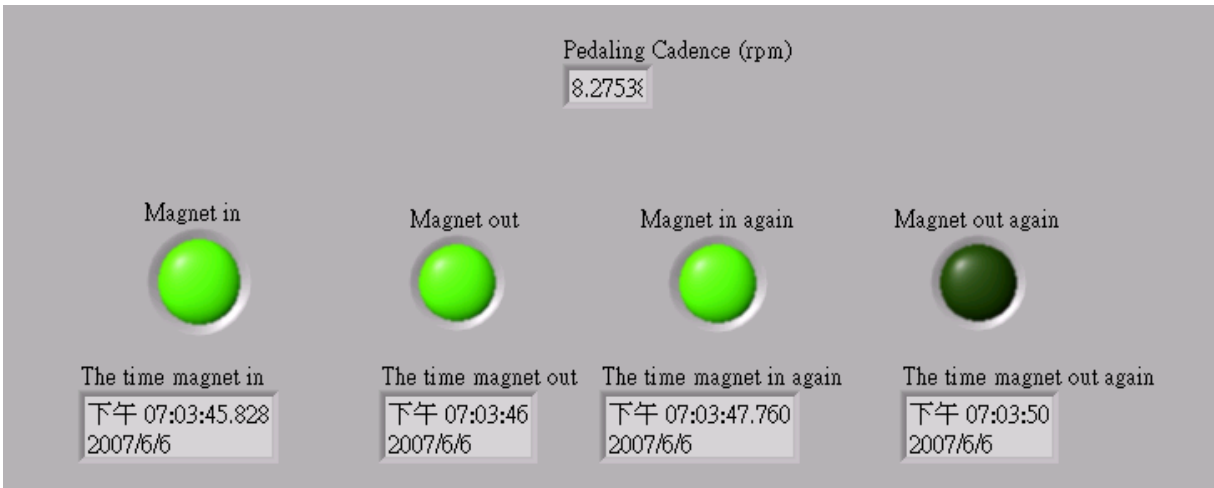 Pedaling Cadence (rpm)
8.2753
Magnet in
Magnet out
Magnet in again
Magnet out again
The time magnet in
The time magnet out
The time magnet in again
The time magnet out again
下午 07:03:45.828
2007/6/6
下午 07:03:46
2007/6/6
下午 07:03:47.760
2007/6/6
下午 07:03:50
2007/6/6